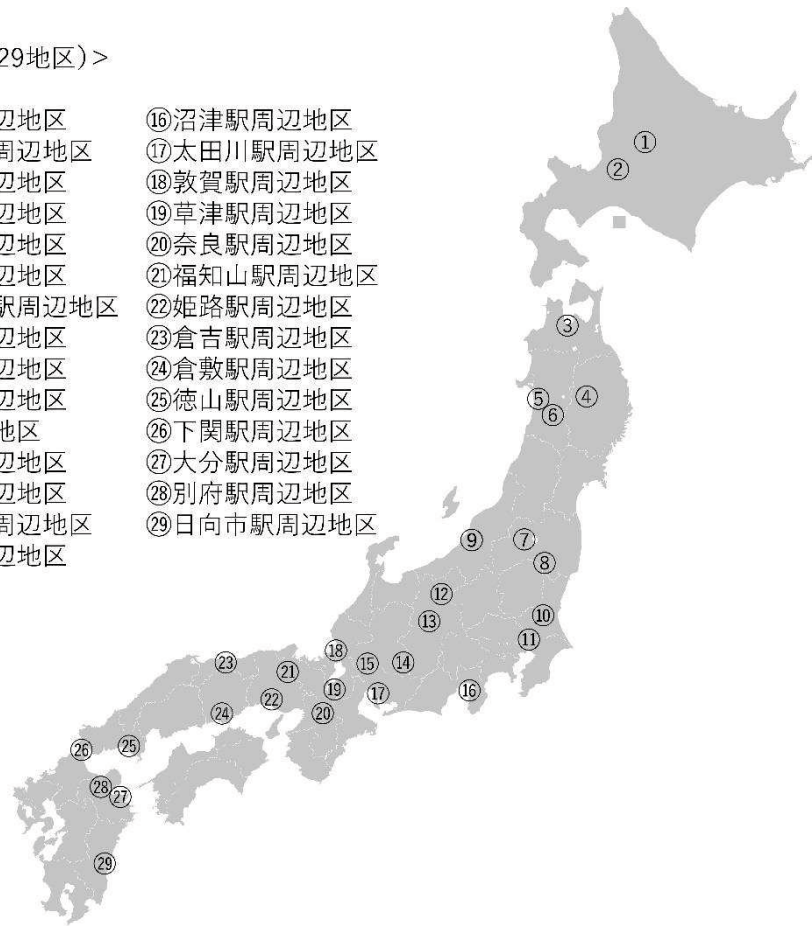 29地区)>
辺地区
周辺地区
辺地区
辺地区
辺地区
辺地区
駅周辺地区
辺地区
辺地区
辺地区
地区
辺地区
辺地区
周辺地区
辺地区
⑯沼津駅周辺地区
⑰太田川駅周辺地区
⑱敦賀駅周辺地区
⑲草津駅周辺地区
⑳奈良駅周辺地区
㉑福知山駅周辺地区
㉒姫路駅周辺地区
㉓倉吉駅周辺地区
㉔倉敷駅周辺地区
㉕徳山駅周辺地区
㉖下関駅周辺地区
㉗大分駅周辺地区
㉘別府駅周辺地区
㉙日向市駅周辺地区
①
②
③
④
⑤
⑥
⑦
⑧
⑨
⑩
⑪
⑫
⑬
⑭
⑮
⑯
⑰
⑱
⑲
⑳
㉑
㉒
㉓
㉔
㉕
㉖
㉗
㉘
㉙